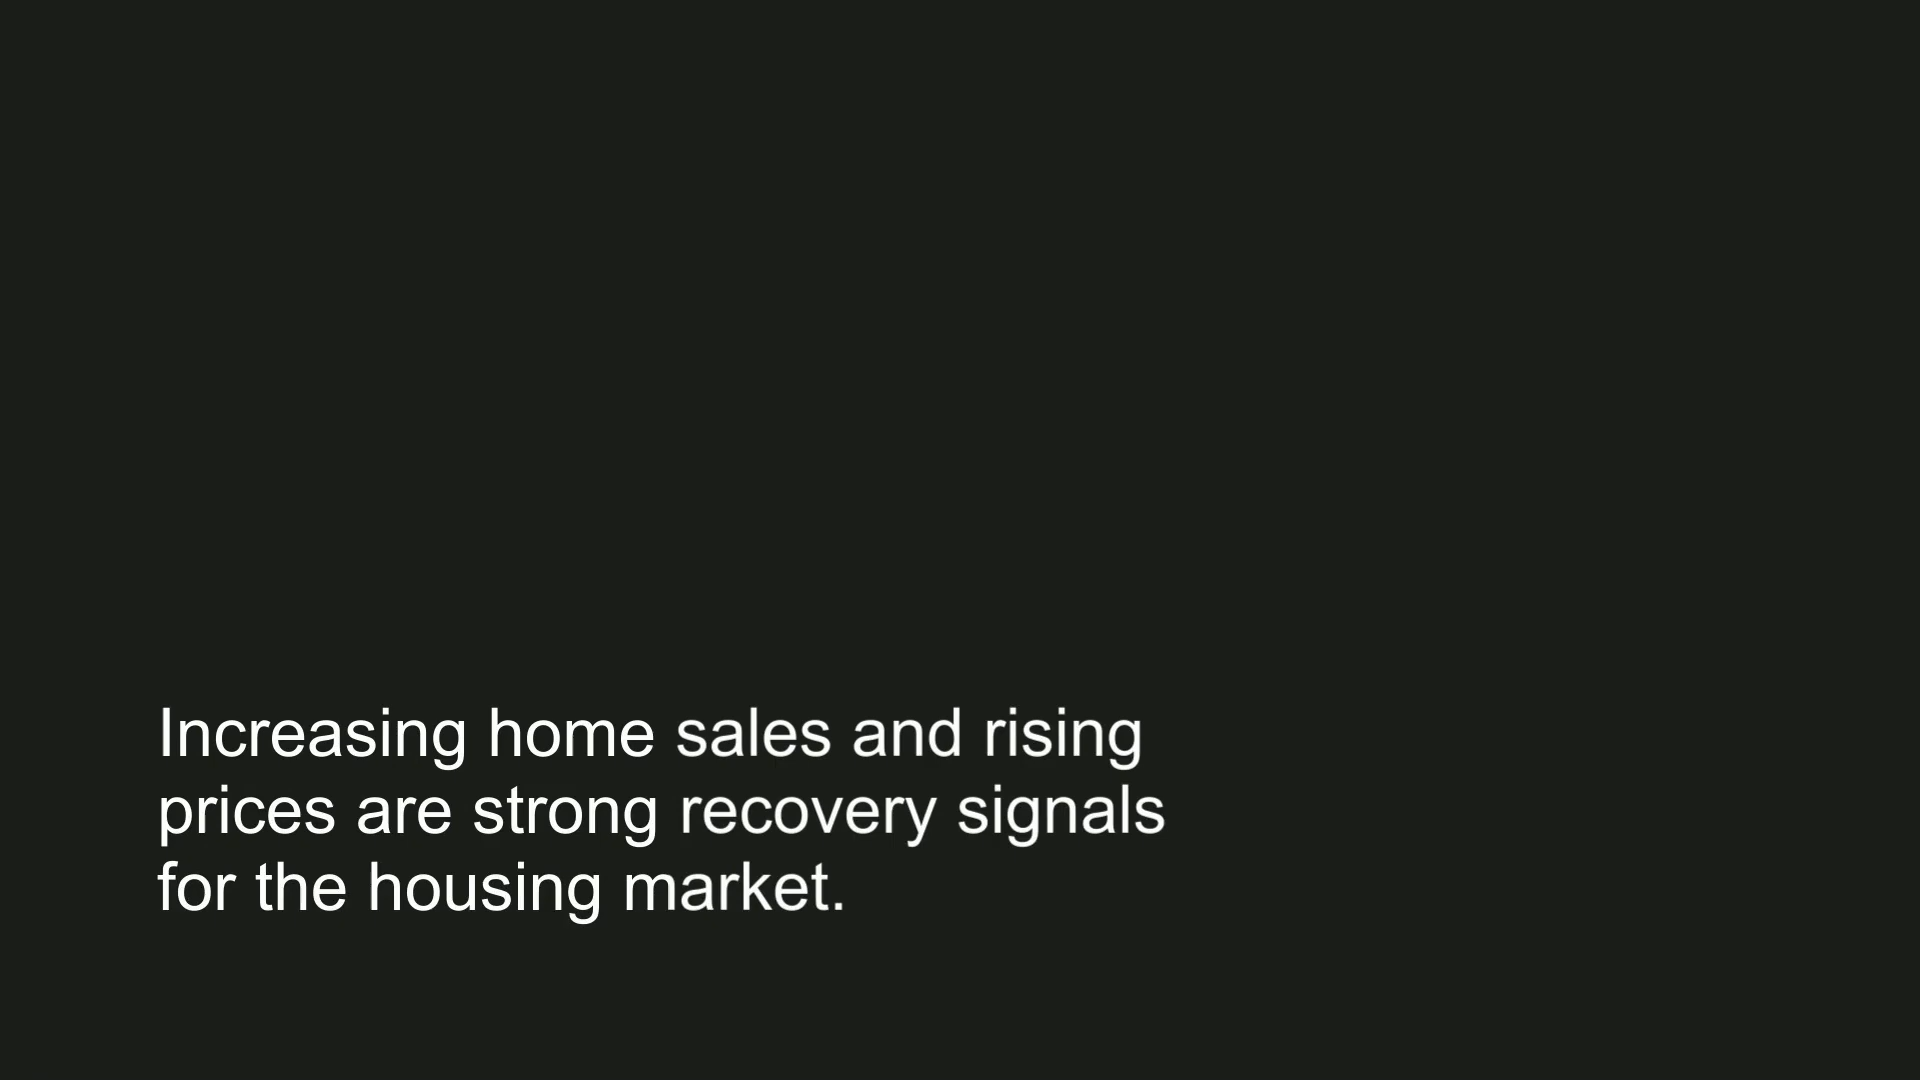 Increasing home sales and rising
prices are strong recovery signals
for the housing market.